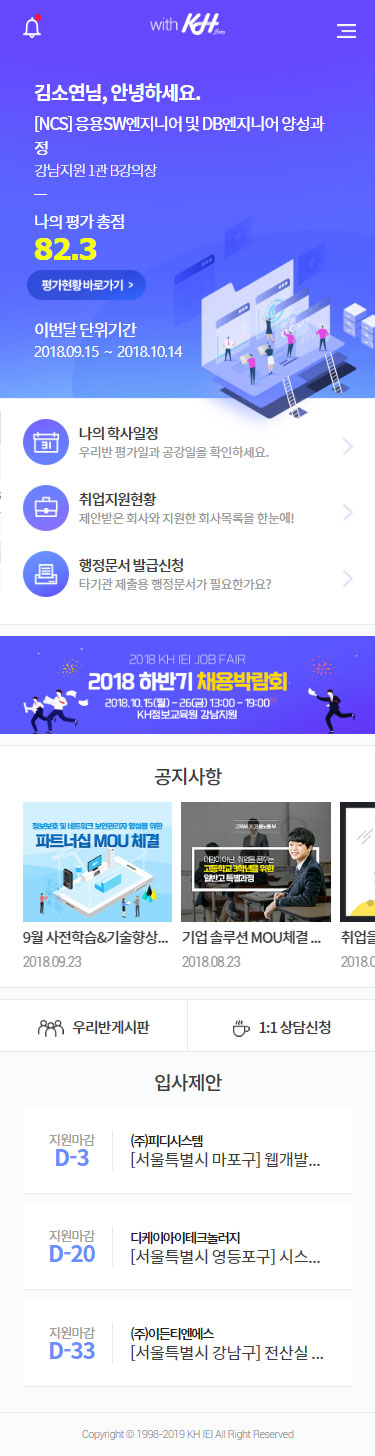 with KH
김소연님, 안녕하세요.
[NCS] 응용SW엔지니어 및 DB엔지니어 양성과
정
강남지원 1관 B강의장
나의 평가 총점
82.3
평가현황 바로가기 >
이번달 단위기간
2018.09.15 ~ 2018.10.14
31
나의 학사일정
우리반 평가일과 공강일을 확인하세요.
취업지원현황
제안받은 회사와 지원한 회사목록을 한눈에!
행정문서 발급신청
타기관 제출용 행정문서가 필요한가요?
2018 KH IEI JOB FAIR
2018 하반기 채용박람회
2018.10.15(월) – 26(금) 13:00 – 19:00
KH정보교육원 강남지원
공지사항
정보보호 및 네트워크 보안관리자 양성을 위한
파트너십 MOU 체결
고등학교 3학년을 위한
일반고 특별과정
9월 사전학습&기술향상...
기업 솔루션 MOU체결 ...
취업을
2018.09.23
2018.08.23
2018.0
우리반게시판
1:1 상담신청
입사제안
지원마감
D-3
(주)피디시스템
[서울특별시 마포구] 웹개발...
지원마감
D-20
디케이아이테크놀러지
[서울특별시 영등포구] 시스...
지원마감
D-33
(주)이든티앤에스
[서울특별시 강남구] 전산실 ...
Copyright © 1998-2019 KH IEI All Right Reserved